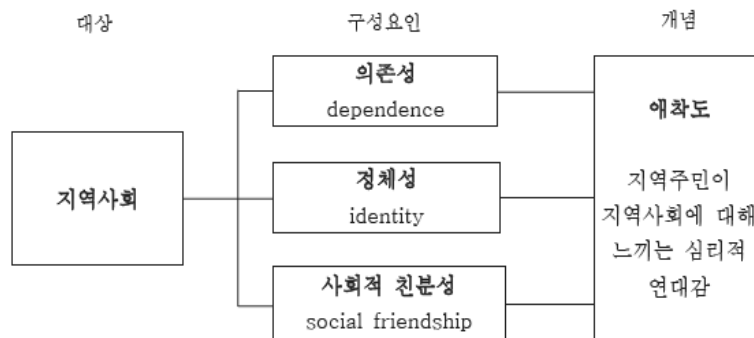 대상
구성요인
개념
의존성
dependence
지역사회
정체성
identity
사회적 친분성
social friendship
애착도
지역주민이
지역사회에 대해
느끼는 심리적
연대감